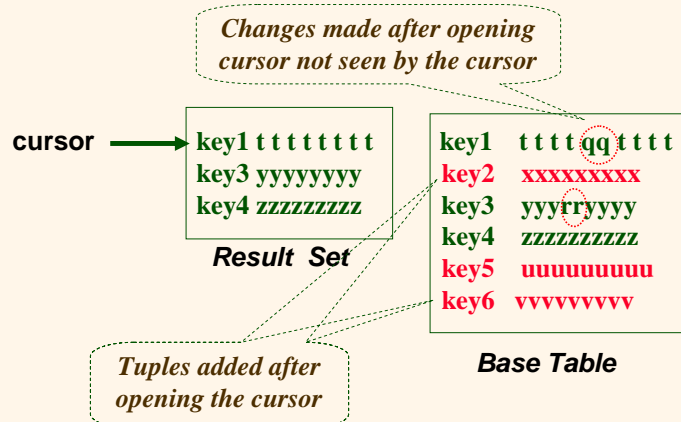 Changes made after opening
cursor not seen by the cursor
cursor
key1 t t t t t t t t
key3 yyyyyyyy
key4 zzzzzzzzz
Result Set
key1 t t t t qq t t t t
key2 xxxxxxxxx
key3 yyyrryyyy
key4 zzzzzzzzzz
key5 uuuuuuuuu
key6 vvvvvvvvv
Base Table
Tuples added after
opening the cursor